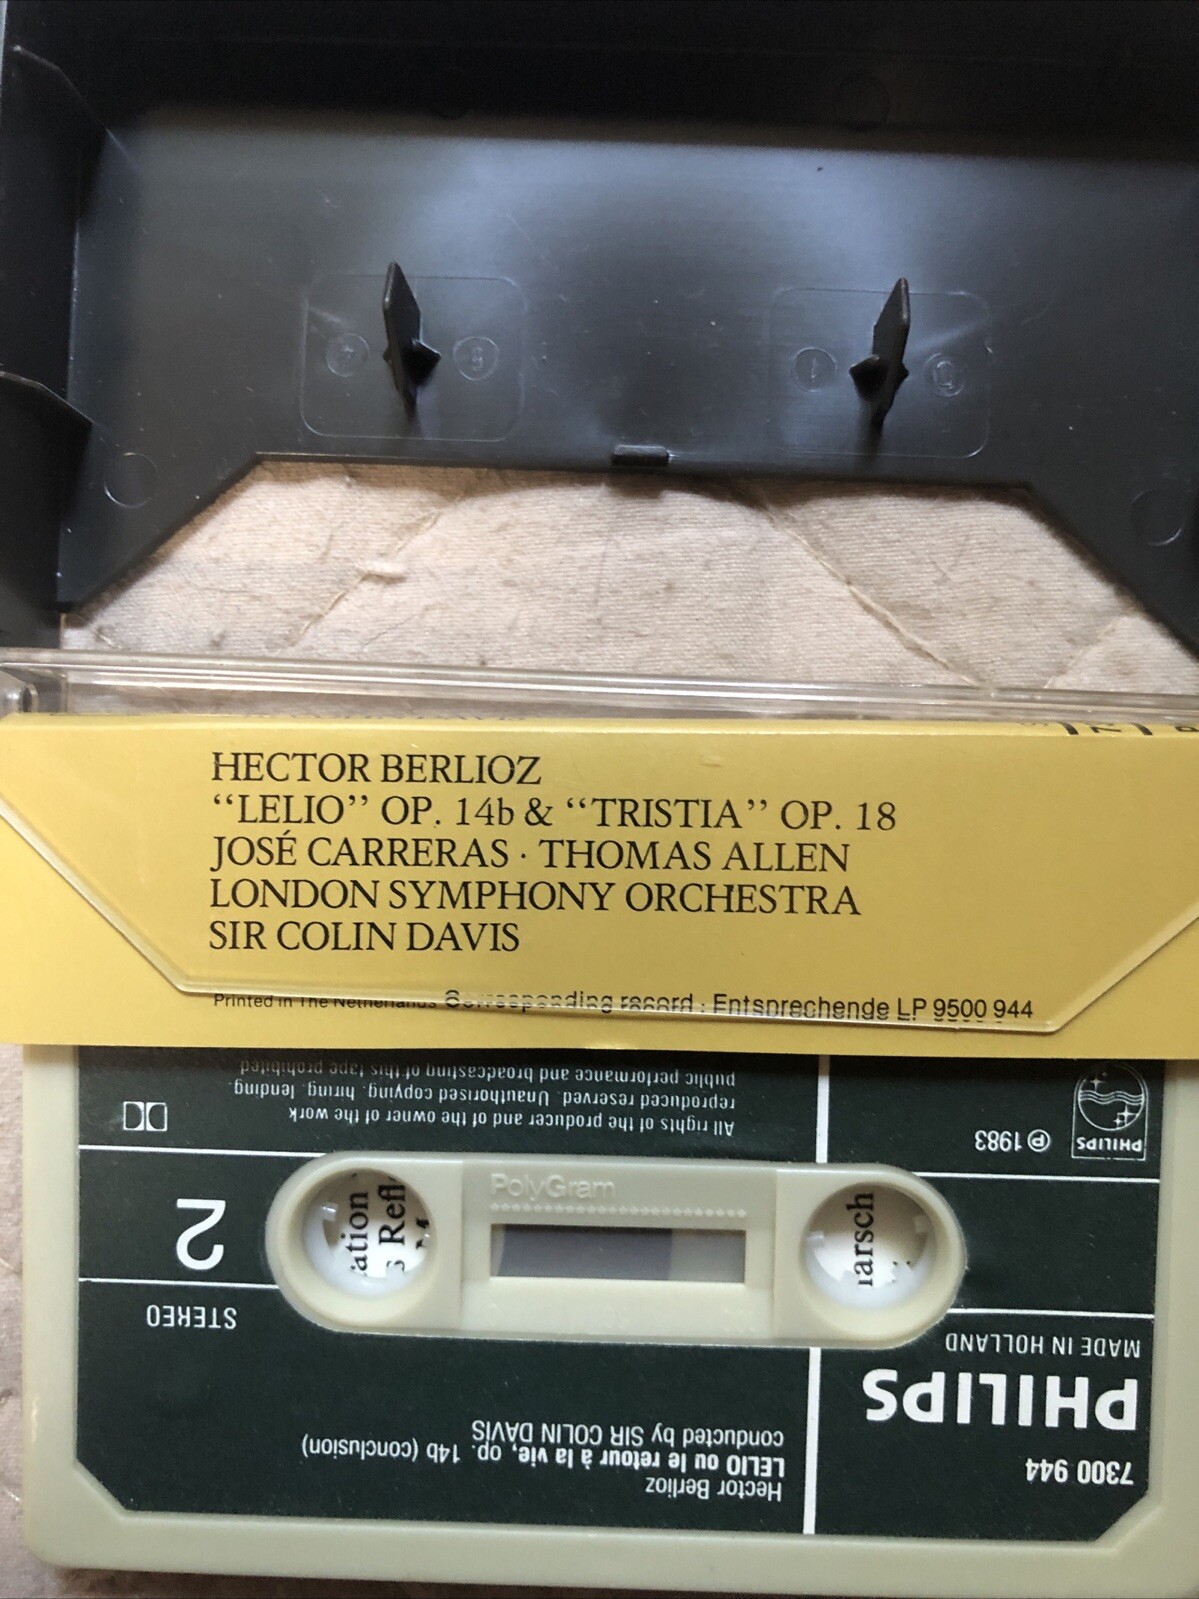 HECTOR BERLIOZ
“LELIO” OP. 14b & “TRISTIA” OP. 18
JOSÉ CARRERAS · THOMAS ALLEN
LONDON SYMPHONY ORCHESTRA
SIR COLIN DAVIS
Printed in The Netherlands Corresponding record : Entsprechende LP 9500 944
7300 944
Hector Berlioz
LELIO ou le retour à la vie, op. 14b (conclusion)
conducted by SIR COLIN DAVIS
PHILIPS
MADE IN HOLLAND
STEREO
2
PolyGram
ation
s Refl
arsch
PHILIPS
℗ 1983
All rights of the producer and of the owner of the work
reproduced reserved. Unauthorised copying, hiring, lending,
public performance and broadcasting of this tape prohibited